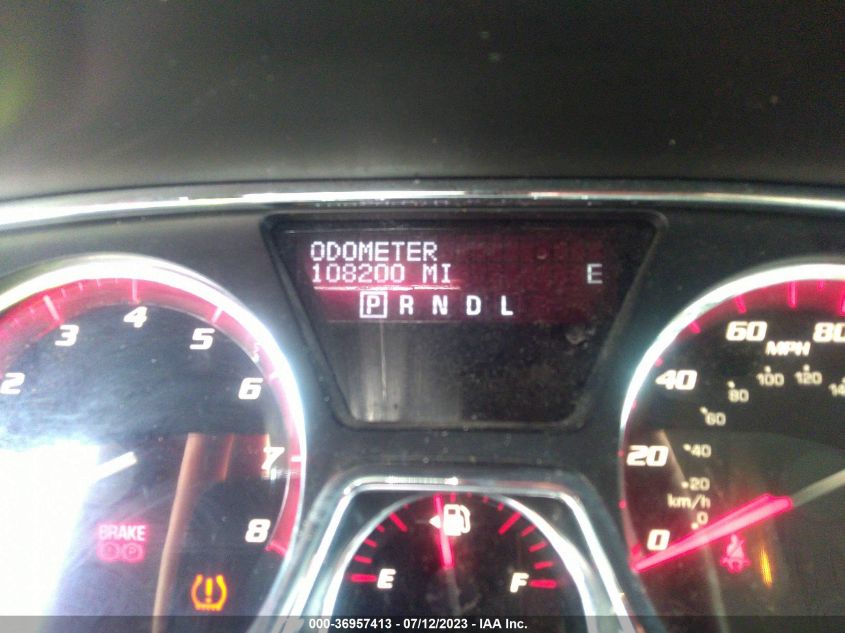 ODOMETER
108200 MI
E
P R N D L
2 3 4 5 6 7 8
BRAKE
P
E F
0 20 40 60 80
MPH
0 20 40 60 80 100 120
km/h
000-36957413 - 07/12/2023 - IAA Inc.